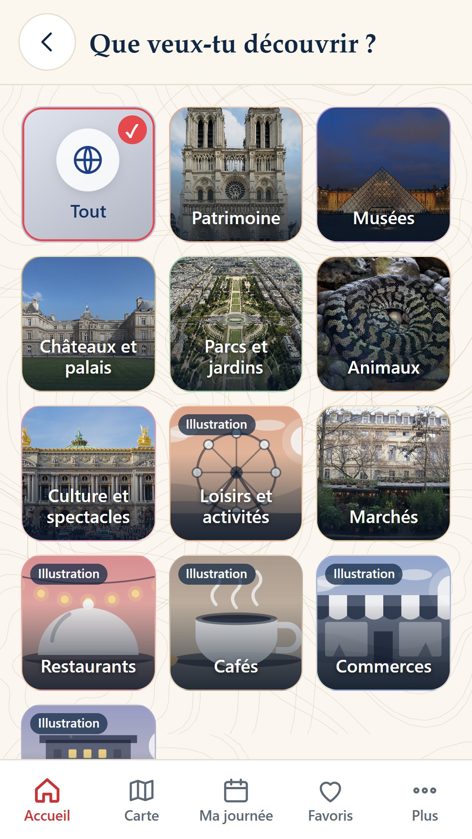 Que veux-tu découvrir ?
Tout
Patrimoine
Musées
Châteaux et
palais
Parcs et
jardins
Animaux
Culture et
spectacles
Illustration
Loisirs et
activités
Marchés
Illustration
Restaurants
Illustration
Cafés
Illustration
Commerces
Illustration
Accueil
Carte
Ma journée
Favoris
Plus